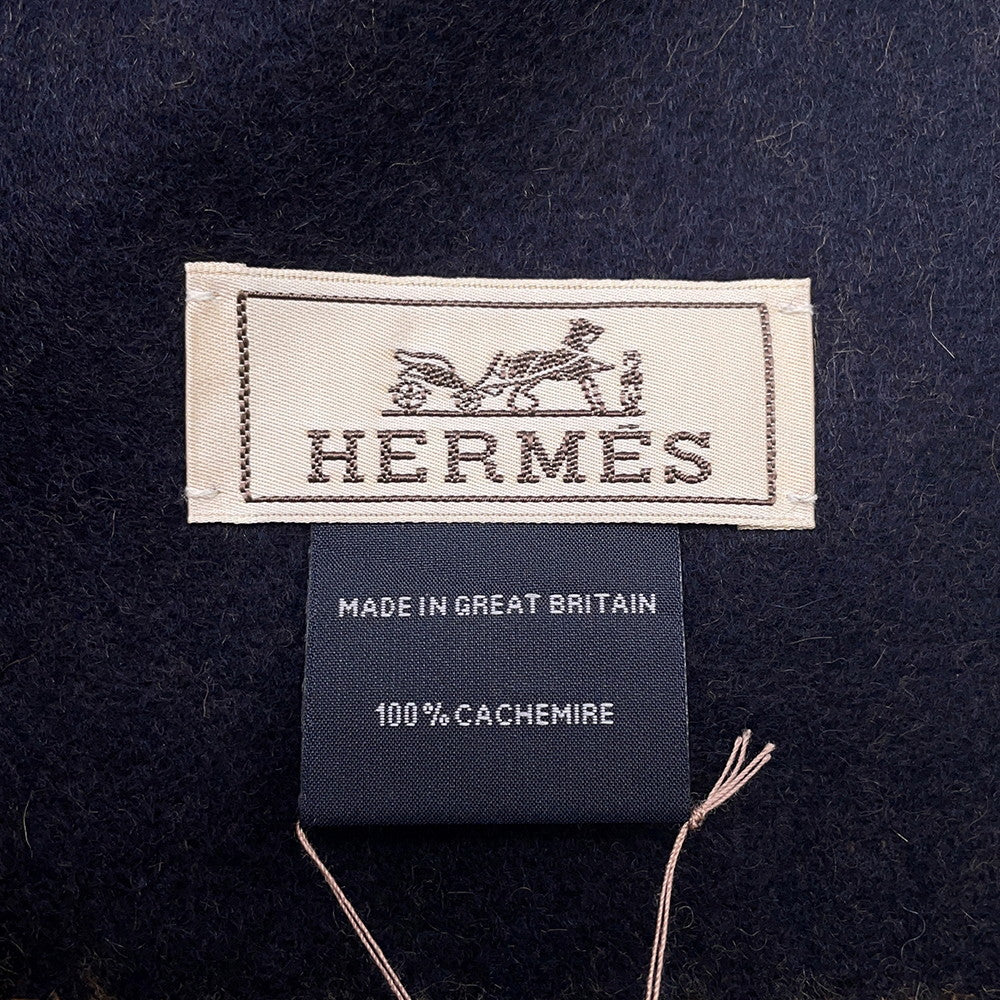 HERMÈS
MADE IN GREAT BRITAIN
100% CACHEMIRE